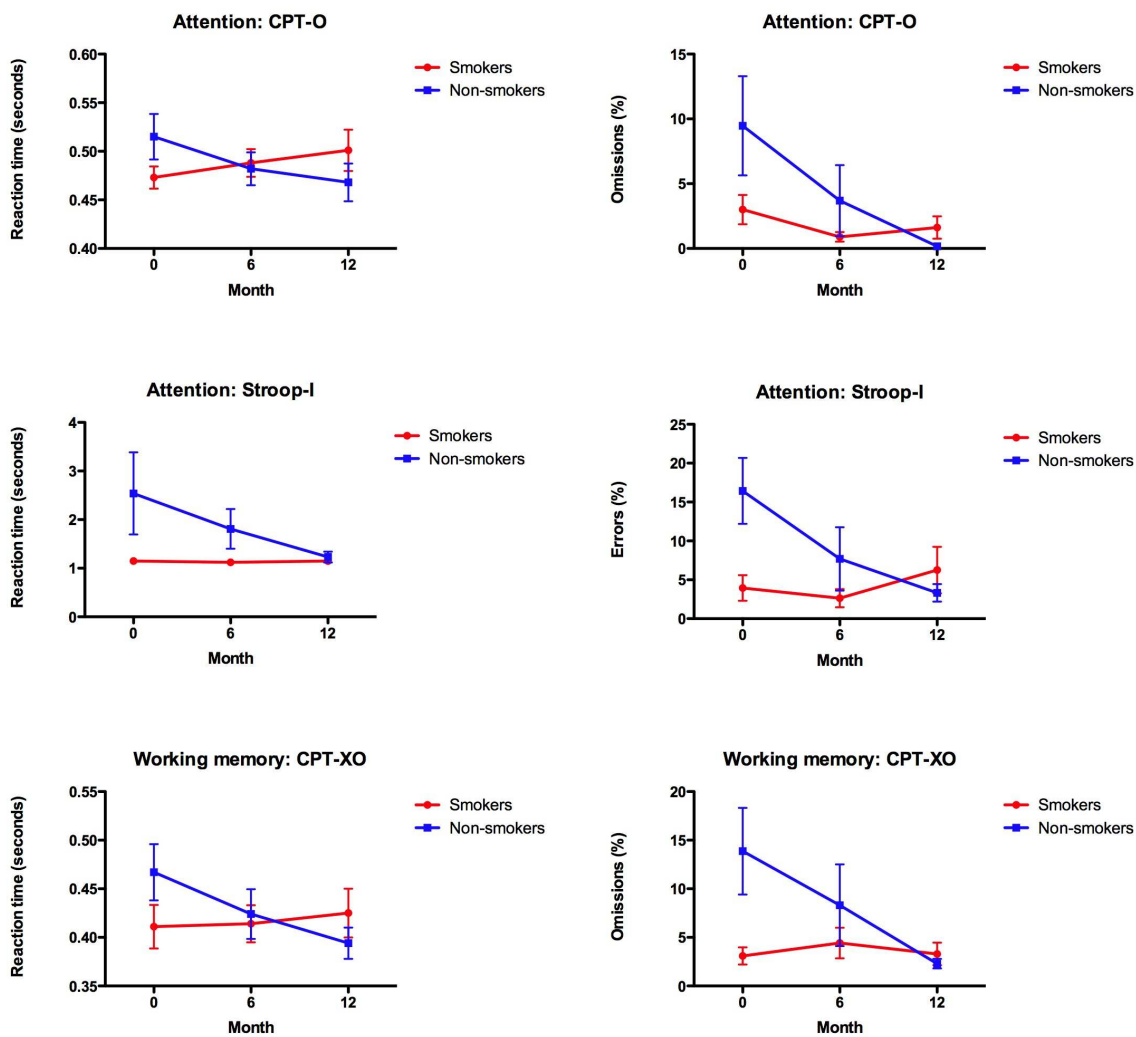 Attention: CPT-O
Reaction time (seconds)
0.60
0.55
0.50
0.45
0.40
0
6
12
Month
Smokers
Non-smokers
Attention: CPT-O
Omissions (%)
15
10
5
0
0
6
12
Month
Smokers
Non-smokers
Attention: Stroop-I
Reaction time (seconds)
4
3
2
1
0
0
6
12
Month
Smokers
Non-smokers
Attention: Stroop-I
Errors (%)
25
20
15
10
5
0
0
6
12
Month
Smokers
Non-smokers
Working memory: CPT-XO
Reaction time (seconds)
0.55
0.50
0.45
0.40
0.35
0
6
12
Month
Smokers
Non-smokers
Working memory: CPT-XO
Omissions (%)
20
15
10
5
0
0
6
12
Month
Smokers
Non-smokers